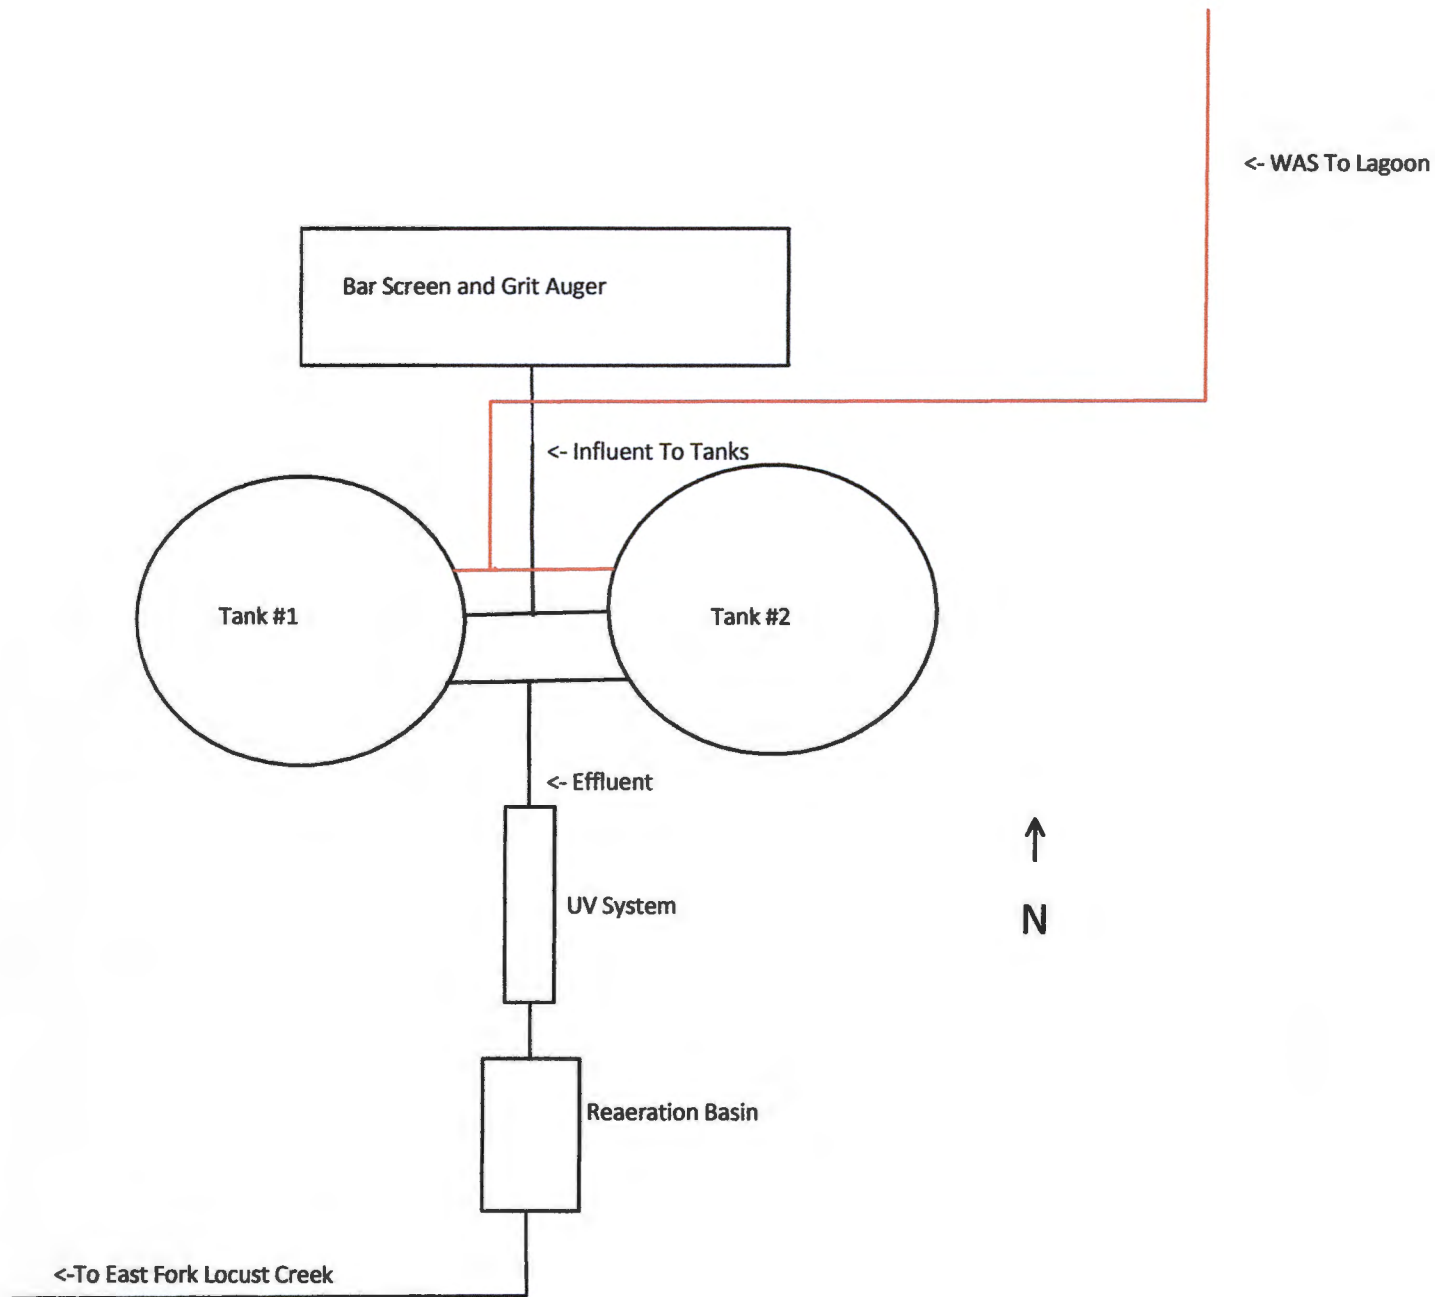 <- WAS To Lagoon
Bar Screen and Grit Auger
<- Influent To Tanks
Tank #1
Tank #2
<- Effluent
UV System
N
Reaeration Basin
<-To East Fork Locust Creek